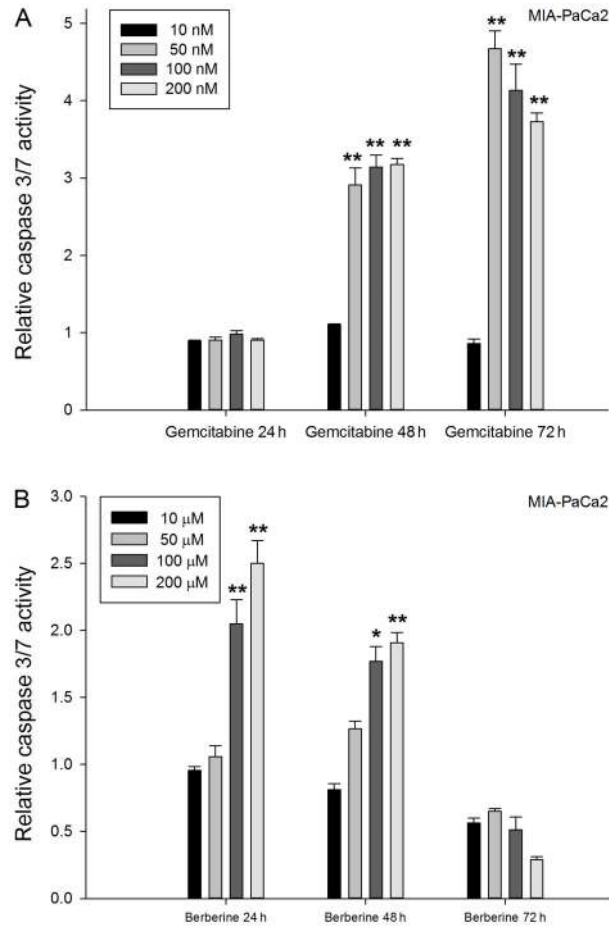 A
MIA-PaCa2
10 nM
50 nM
100 nM
200 nM
Relative caspase 3/7 activity
5
4
3
2
1
0
**
**
**
**
**
**
Gemcitabine 24 h
Gemcitabine 48 h
Gemcitabine 72 h
B
MIA-PaCa2
10 µM
50 µM
100 µM
200 µM
Relative caspase 3/7 activity
3.0
2.5
2.0
1.5
1.0
0.5
0.0
**
**
*
**
Berberine 24 h
Berberine 48 h
Berberine 72 h